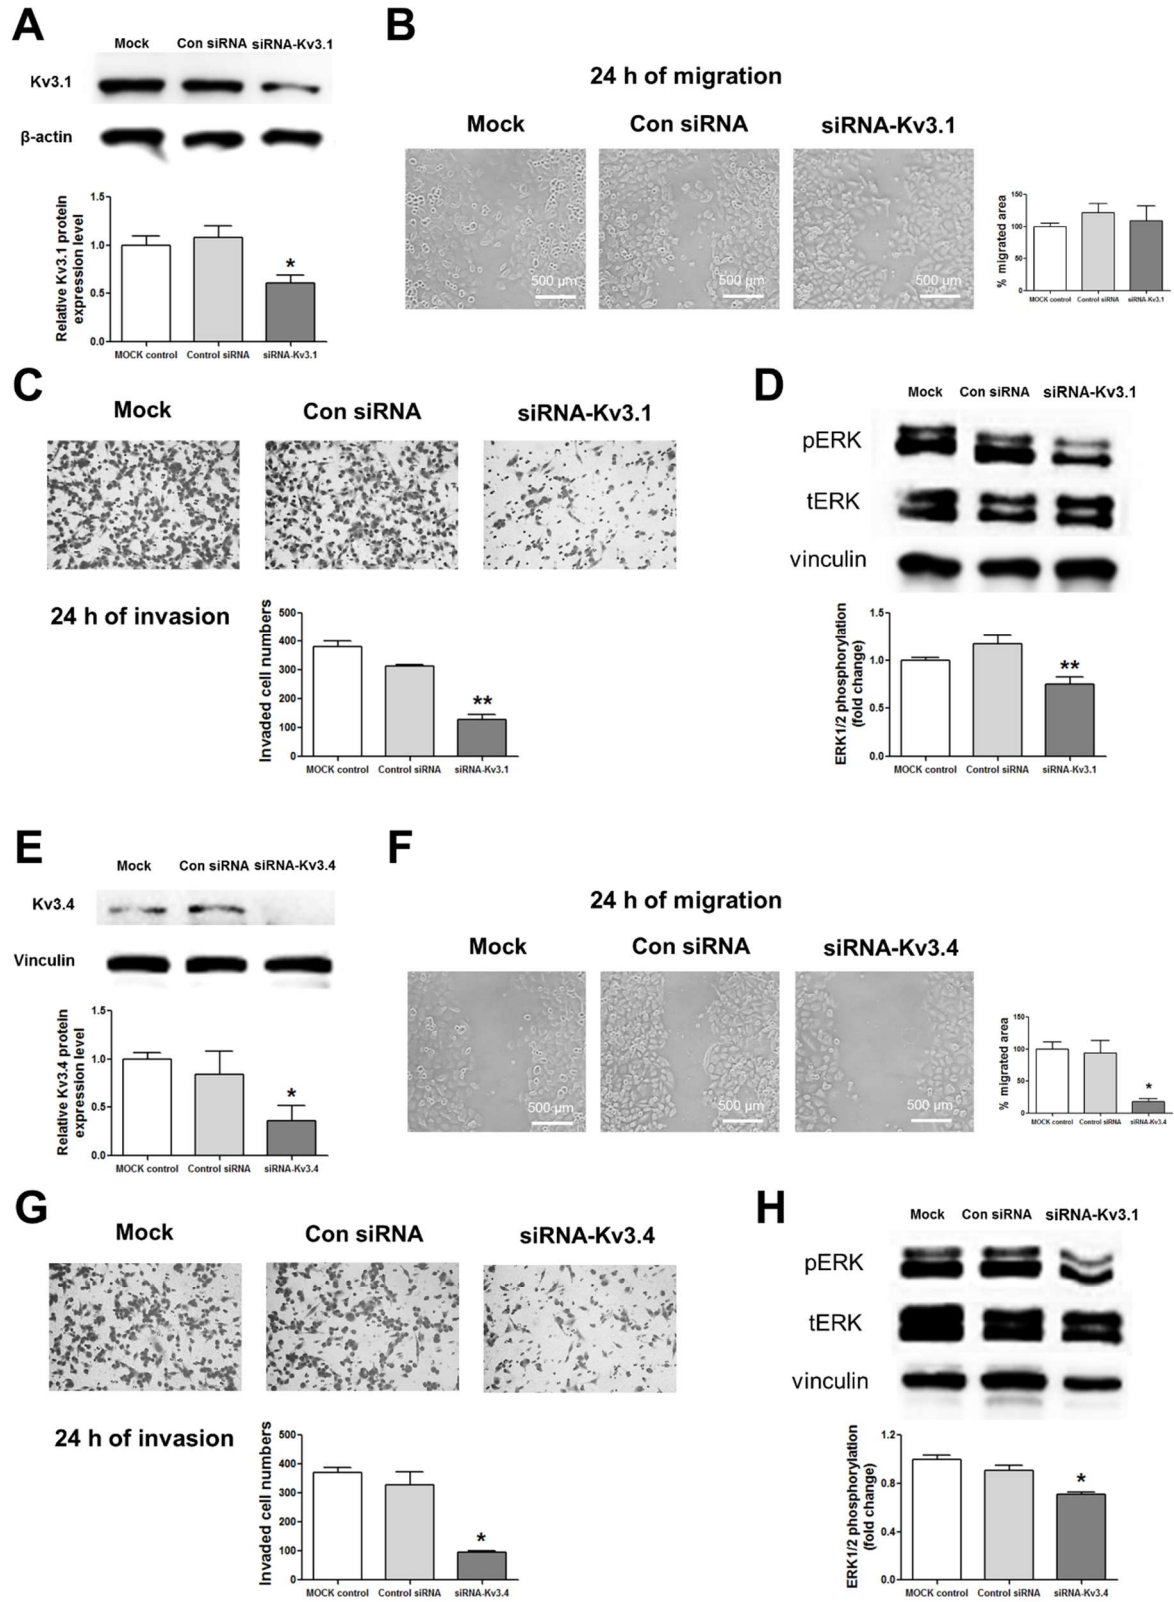 A
Mock Con siRNA siRNA-Kv3.1
Kv3.1
β-actin
Relative Kv3.1 protein
expression level
1.5
1.0
0.5
0.0
MOCK control Control siRNA siRNA-Kv3.1
*
B
24 h of migration
Mock Con siRNA siRNA-Kv3.1
500 µm 500 µm 500 µm
% migrated area
150
100
50
0
MOCK control Control siRNA siRNA-Kv3.1
C
Mock Con siRNA siRNA-Kv3.1
24 h of invasion
Invaded cell numbers
500
400
300
200
100
0
**
MOCK control Control siRNA siRNA-Kv3.1
D
Mock Con siRNA siRNA-Kv3.1
pERK
tERK
vinculin
ERK1/2 phosphorylation
(fold change)
1.5
1.0
0.5
0.0
**
MOCK control Control siRNA siRNA-Kv3.1
E
Mock Con siRNA siRNA-Kv3.4
Kv3.4
Vinculin
Relative Kv3.4 protein
expression level
1.5
1.0
0.5
0.0
*
MOCK control Control siRNA siRNA-Kv3.4
F
24 h of migration
Mock Con siRNA siRNA-Kv3.4
500 µm 500 µm 500 µm
% migrated area
150
100
50
0
*
MOCK control Control siRNA siRNA-Kv3.4
G
Mock Con siRNA siRNA-Kv3.4
24 h of invasion
Invaded cell numbers
500
400
300
200
100
0
*
MOCK control Control siRNA siRNA-Kv3.4
H
Mock Con siRNA siRNA-Kv3.1
pERK
tERK
vinculin
ERK1/2 phosphorylation
(fold change)
1.2
0.8
0.4
0.0
*
MOCK control Control siRNA siRNA-Kv3.4